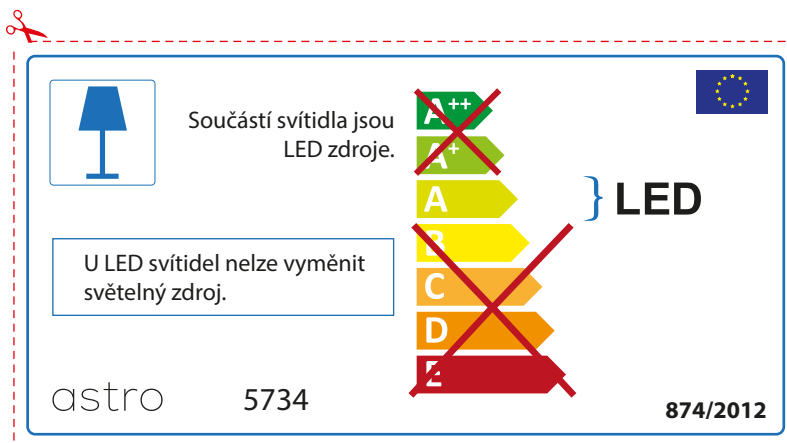 Součástí svítidla jsou
LED zdroje.
A++
A+
A
B
C
D
E
} LED
U LED svítidel nelze vyměnit
světelný zdroj.
astro
5734
874/2012